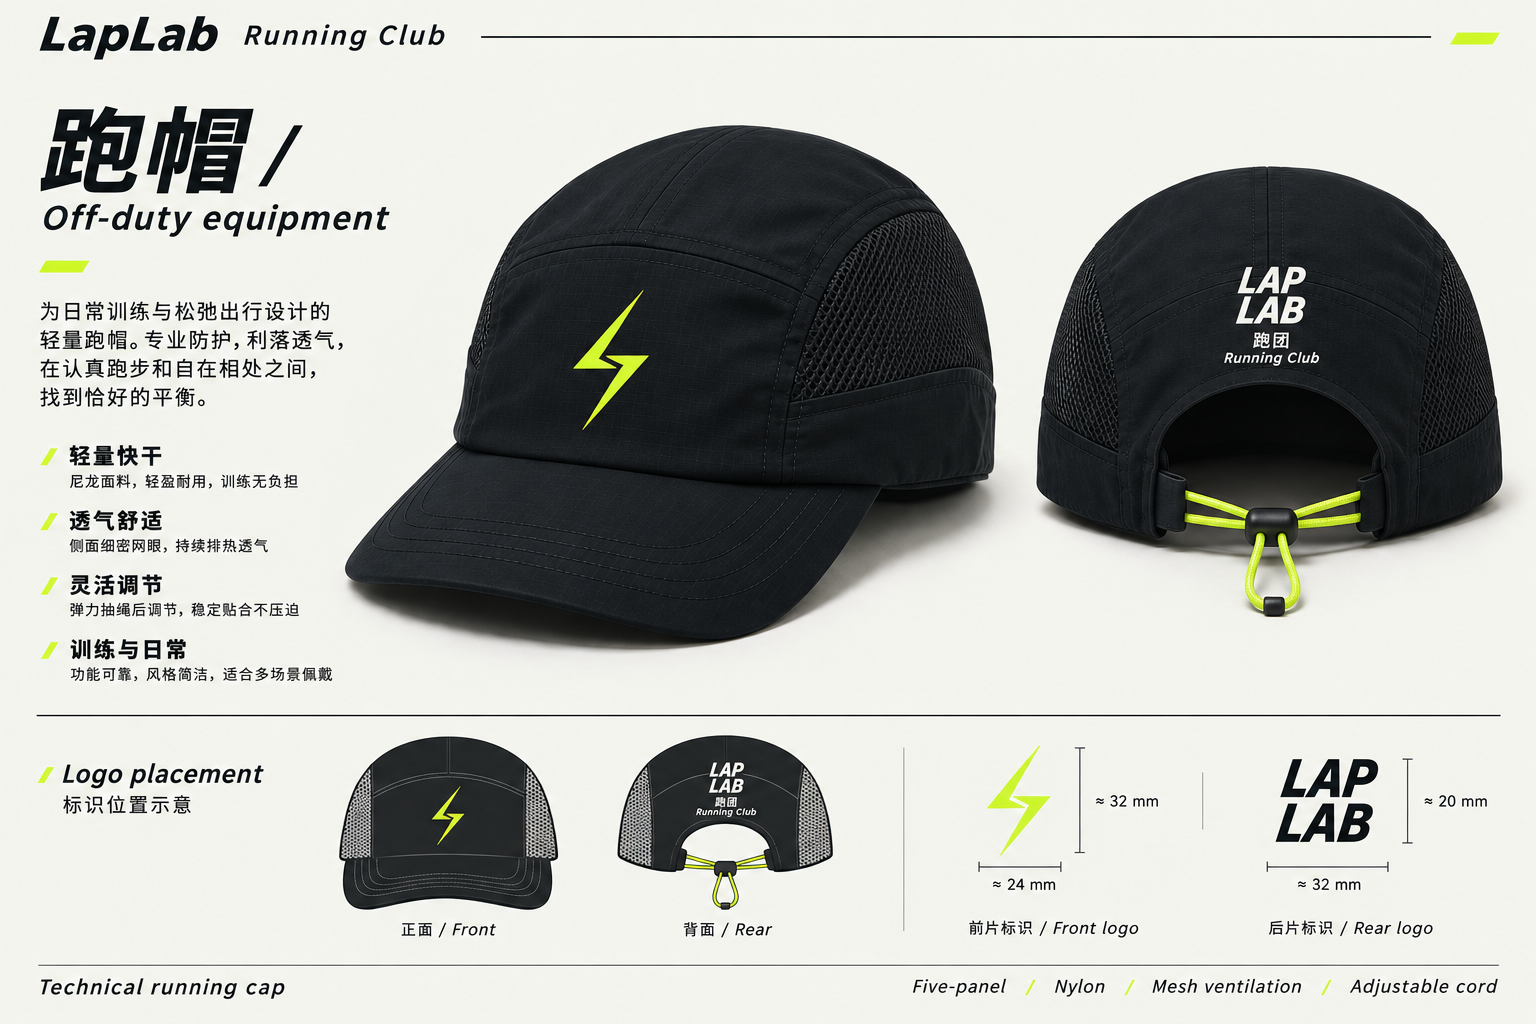 LapLab Running Club
跑帽 /
Off-duty equipment
为日常训练与松弛出行设计的
轻量跑帽。专业防护，利落透气，
在认真跑步和自在相处之间，
找到恰好的平衡。
轻量快干
尼龙面料，轻盈耐用，训练无负担
透气舒适
侧面细密网眼，持续排热透气
灵活调节
弹力抽绳后调节，稳定贴合不压迫
训练与日常
功能可靠，风格简洁，适合多场景佩戴
LAP
LAB
跑团
Running Club
Logo placement
标识位置示意
正面 / Front
LAP
LAB
跑团
Running Club
背面 / Rear
≈ 32 mm
≈ 24 mm
前片标识 / Front logo
LAP
LAB
≈ 20 mm
≈ 32 mm
后片标识 / Rear logo
Technical running cap
Five-panel / Nylon / Mesh ventilation / Adjustable cord